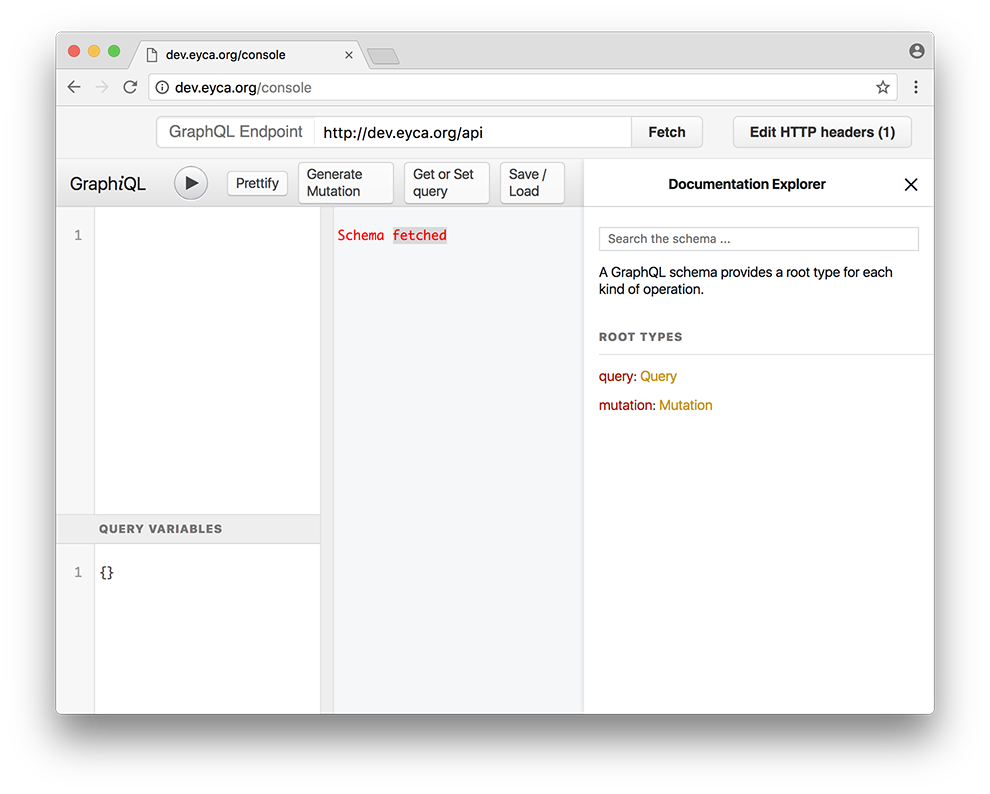 dev.eyca.org/console
dev.eyca.org/console
GraphQL Endpoint http://dev.eyca.org/api Fetch Edit HTTP headers (1)
GraphiQL Prettify Generate Mutation Get or Set query Save / Load
Documentation Explorer
1
Schema fetched
Search the schema ...
A GraphQL schema provides a root type for each
kind of operation.
ROOT TYPES
query: Query
mutation: Mutation
QUERY VARIABLES
1 {}